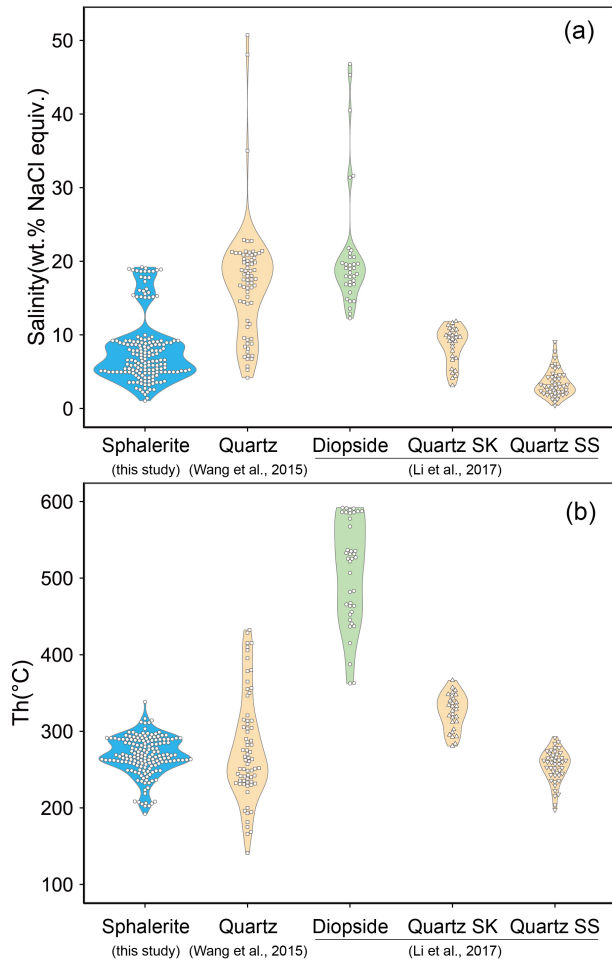 (a)
Salinity(wt.% NaCl equiv.)
50
40
30
20
10
0
Sphalerite Quartz Diopside Quartz SK Quartz SS
(this study) (Wang et al., 2015) (Li et al., 2017)
(b)
Th(°C)
600
500
400
300
200
100
Sphalerite Quartz Diopside Quartz SK Quartz SS
(this study) (Wang et al., 2015) (Li et al., 2017)